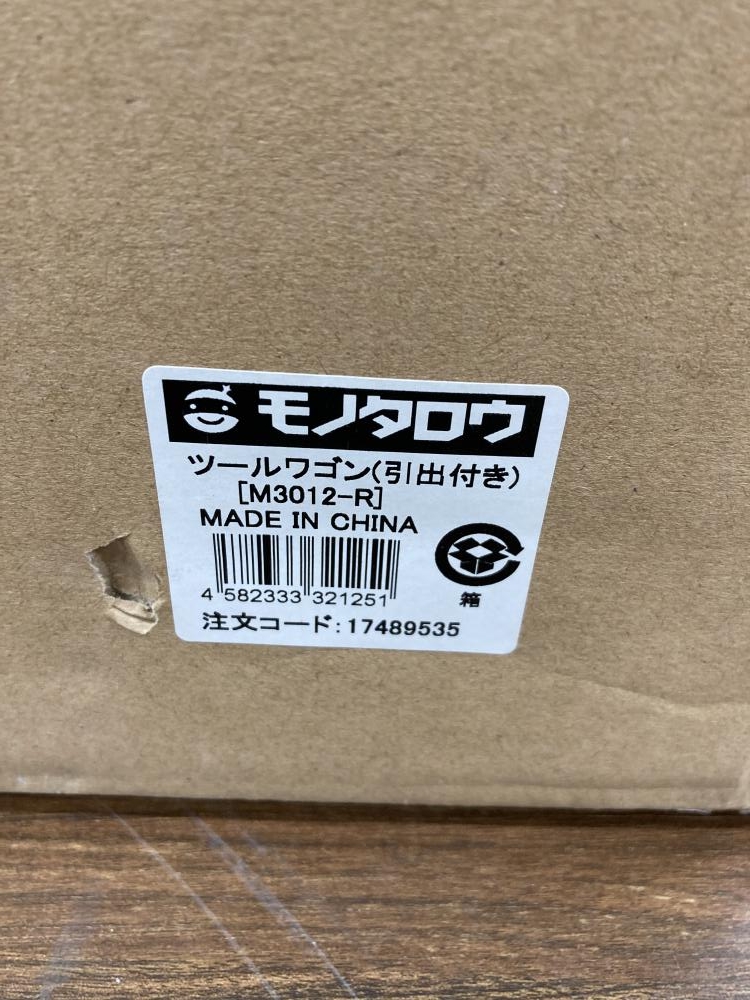 モノタロウ
ツールワゴン(引出付き)
[M3012-R]
MADE IN CHINA
4 582333 321251
箱
注文コード:17489535